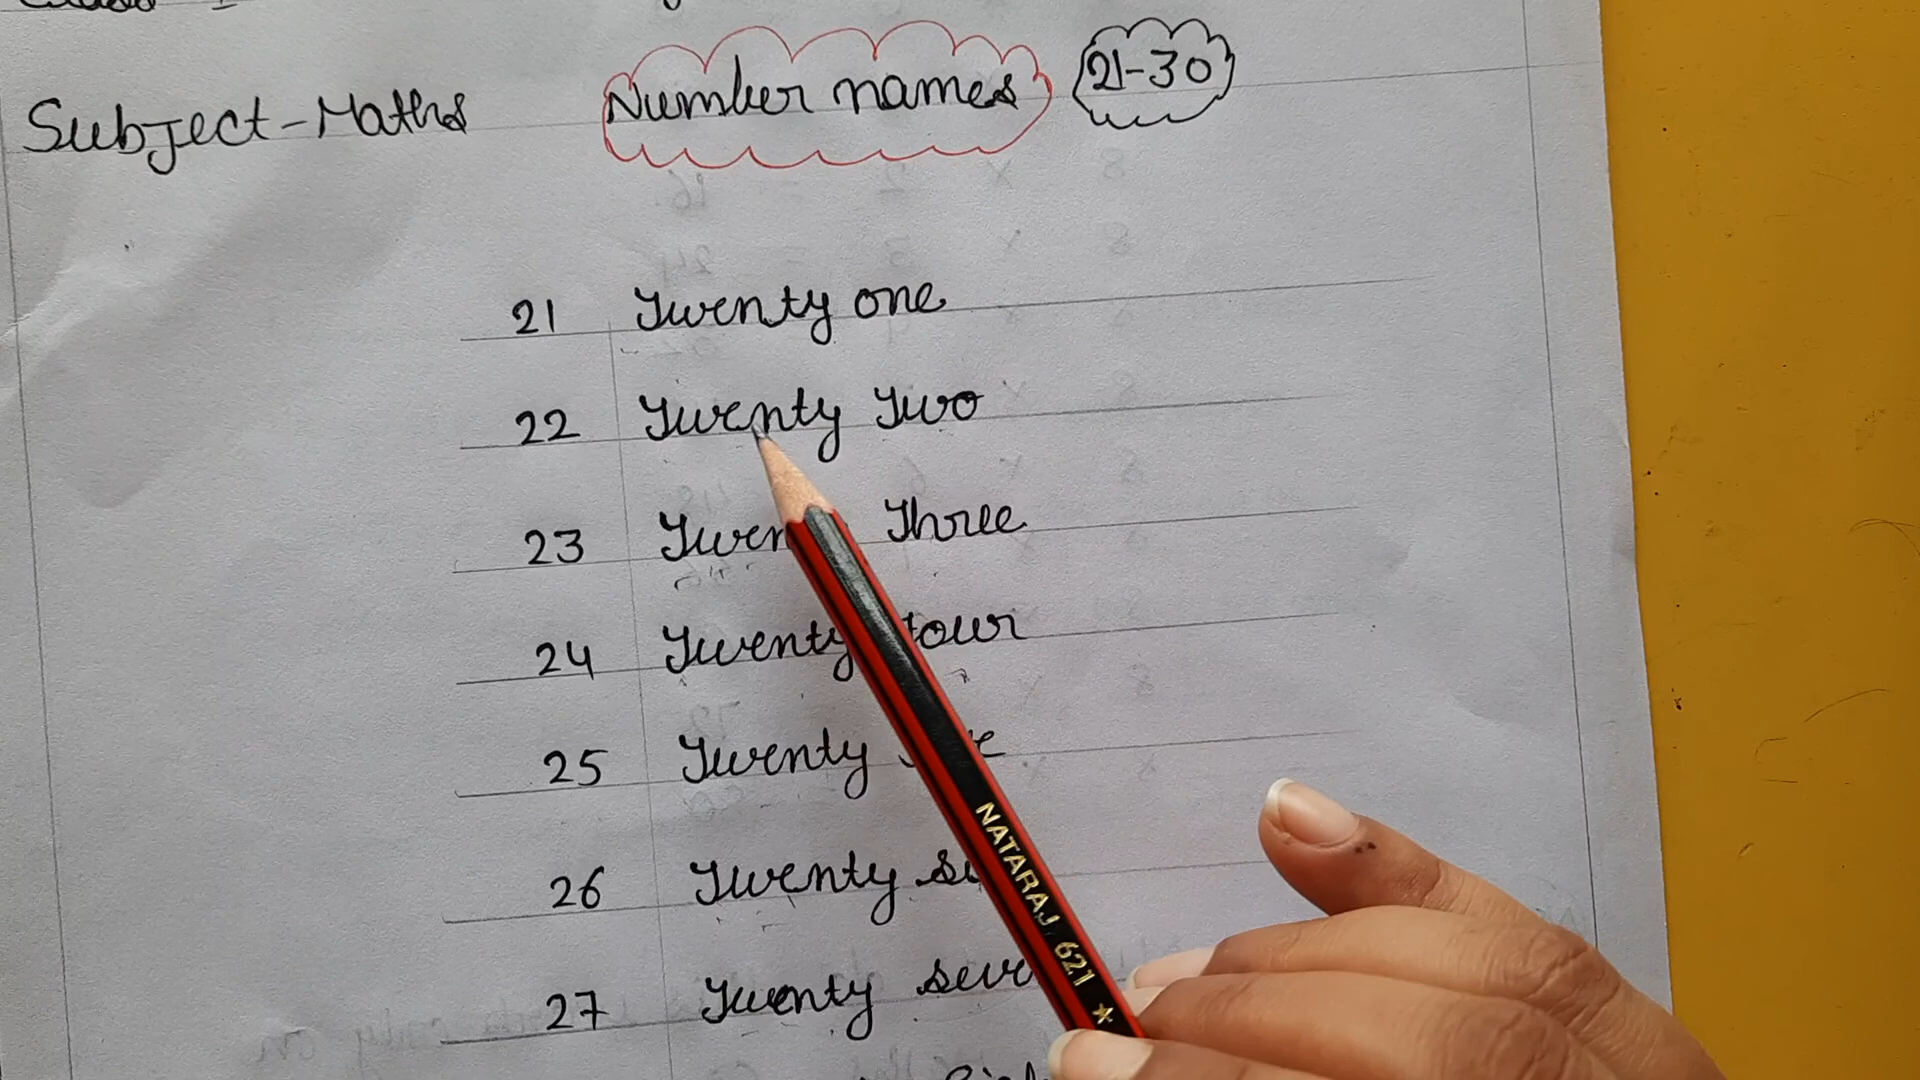 Subject-Maths Number names 21-30
21 Twenty one
22 Twenty Two
23 Three
24 Twenty four
25 Twenty
26 Twenty
27 Twenty
NATARAJ 621